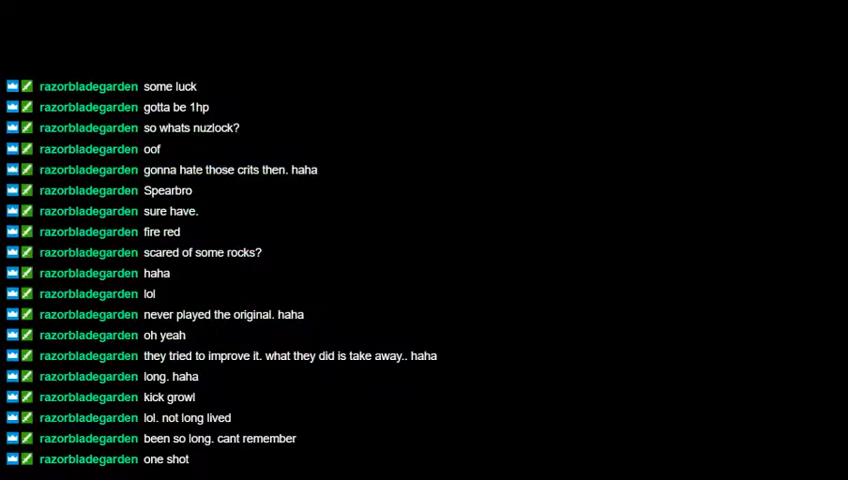 razorbladegarden some luck
razorbladegarden gotta be 1hp
razorbladegarden so whats nuzlock?
razorbladegarden oof
razorbladegarden gonna hate those crits then. haha
razorbladegarden Spearbro
razorbladegarden sure have.
razorbladegarden fire red
razorbladegarden scared of some rocks?
razorbladegarden haha
razorbladegarden lol
razorbladegarden never played the original. haha
razorbladegarden oh yeah
razorbladegarden they tried to improve it. what they did is take away.. haha
razorbladegarden long. haha
razorbladegarden kick growl
razorbladegarden lol. not long lived
razorbladegarden been so long. cant remember
razorbladegarden one shot